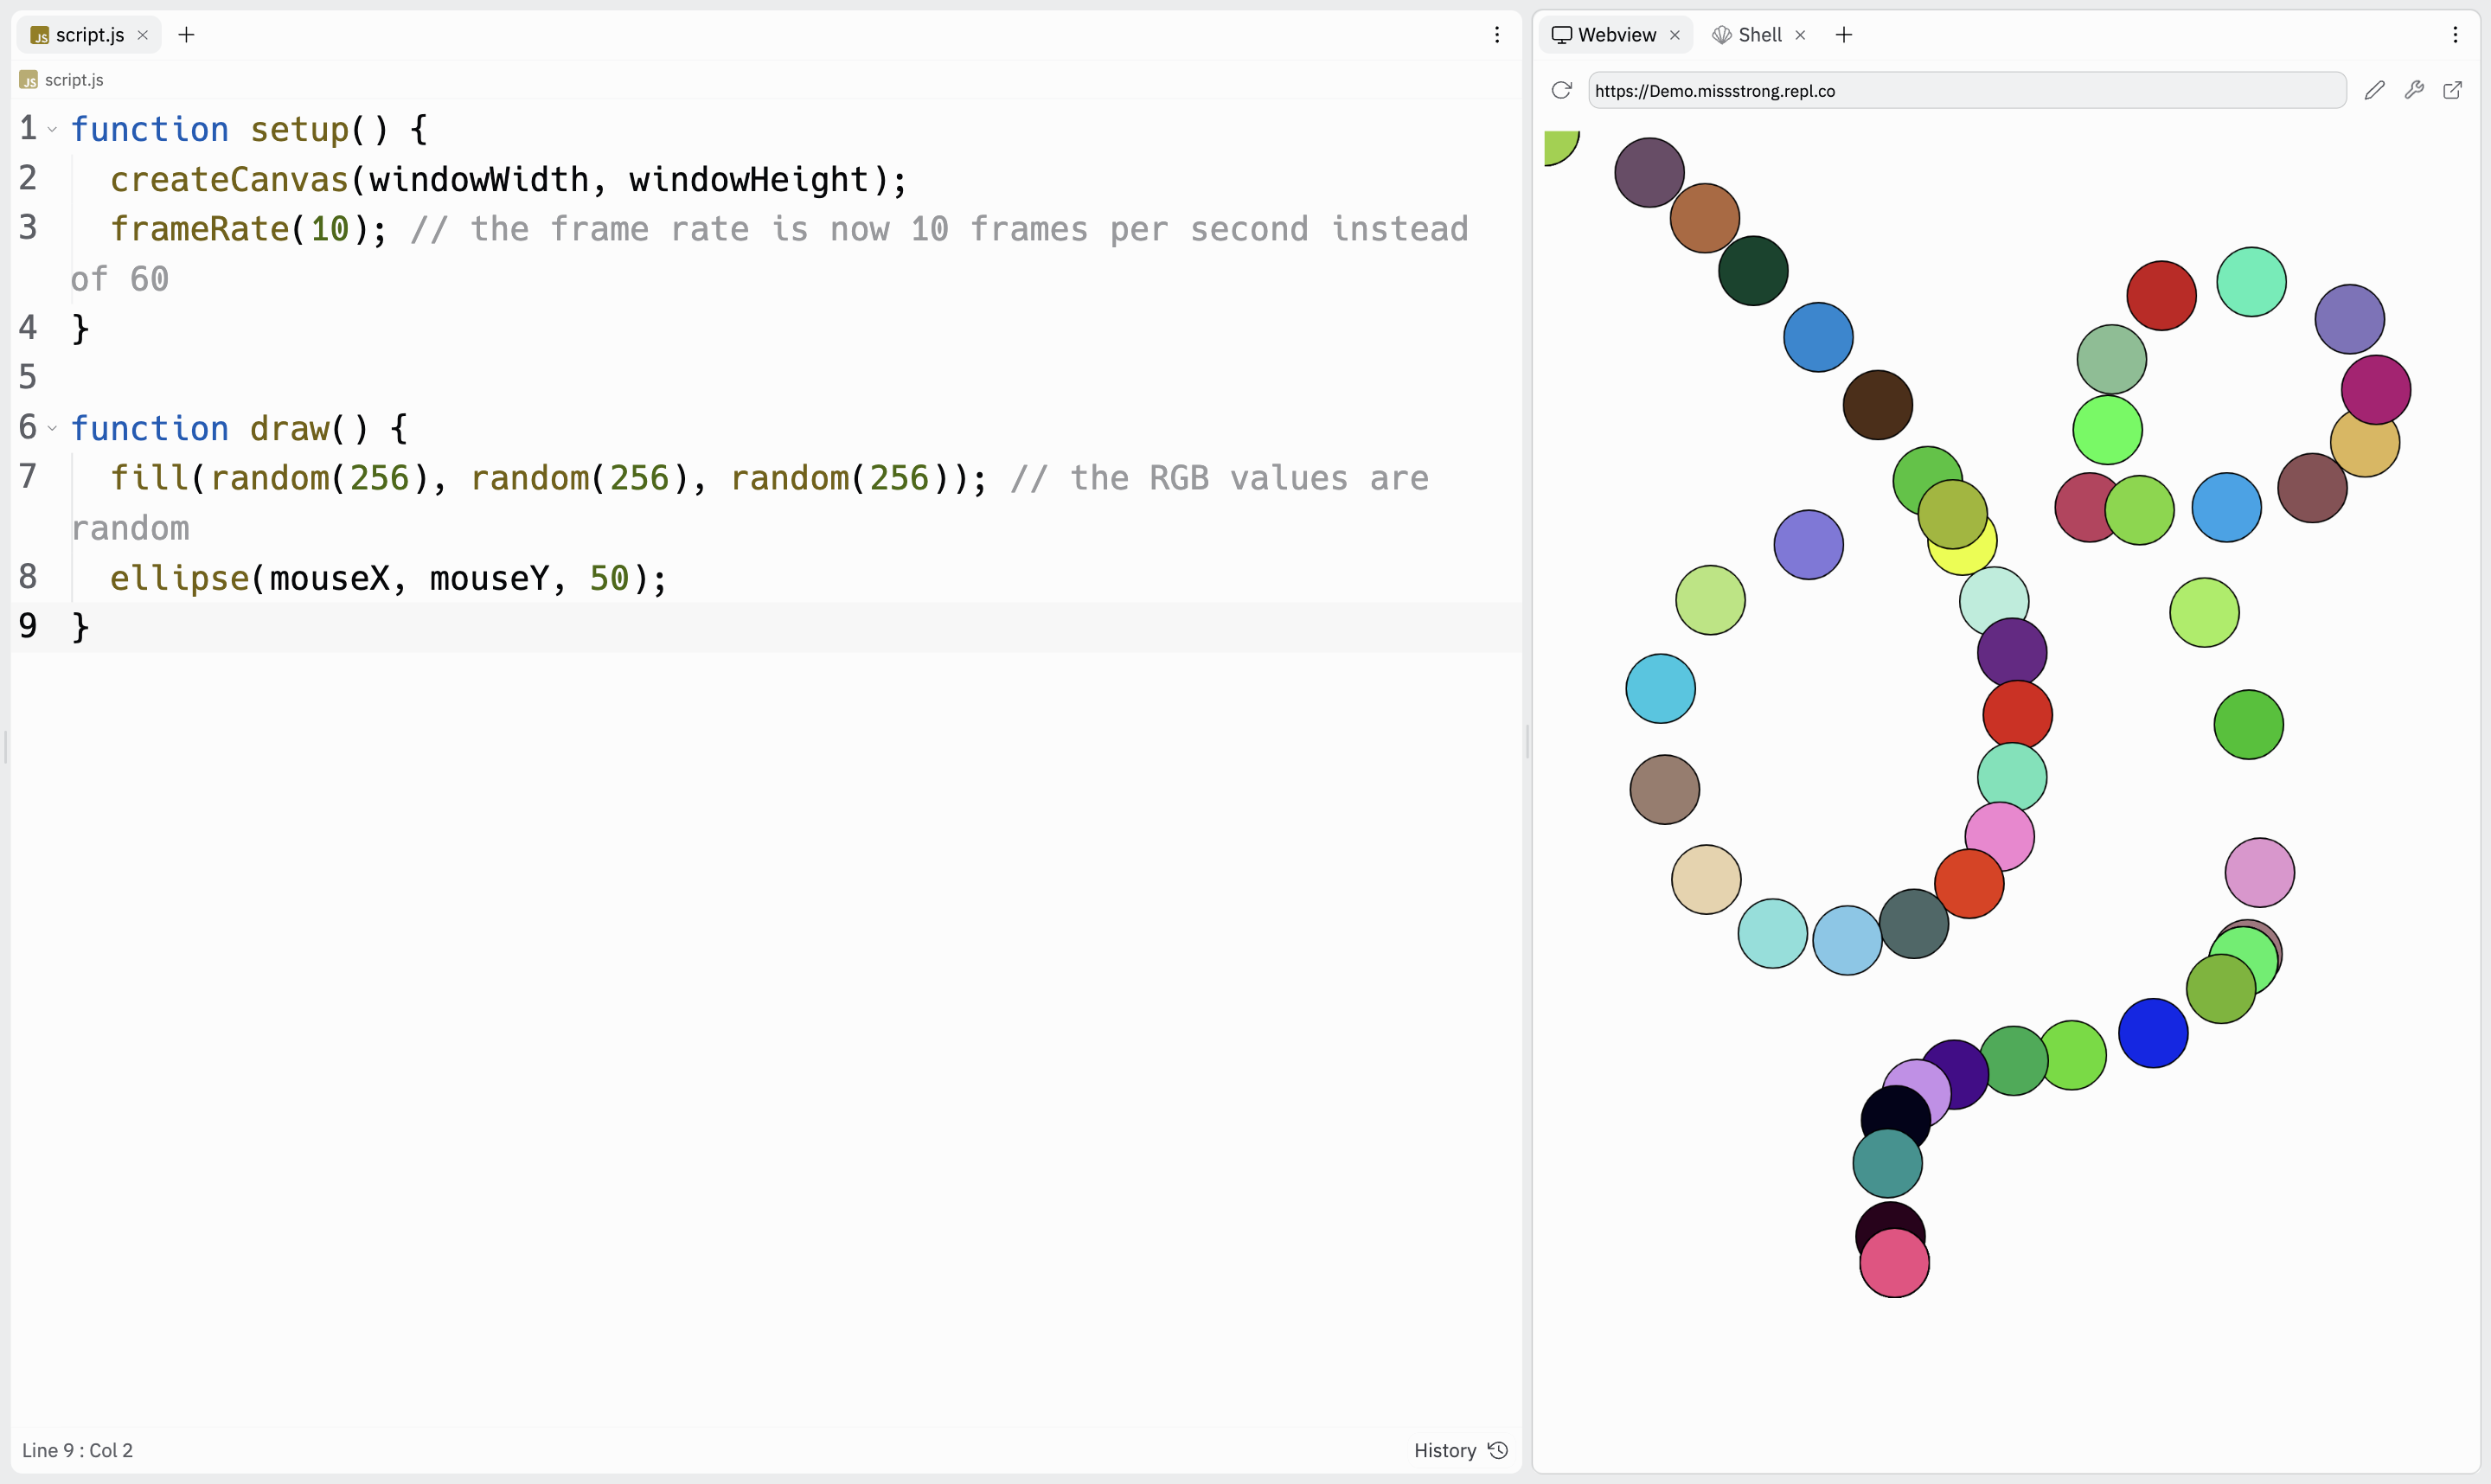 JS script.js
JS script.js
1 function setup() {
2 createCanvas(windowWidth, windowHeight);
3 frameRate(10); // the frame rate is now 10 frames per second instead
of 60
4 }
5
6 function draw() {
7 fill(random(256), random(256), random(256)); // the RGB values are
random
8 ellipse(mouseX, mouseY, 50);
9 }
Line 9 : Col 2
History
Webview
Shell
https://Demo.missstrong.repl.co